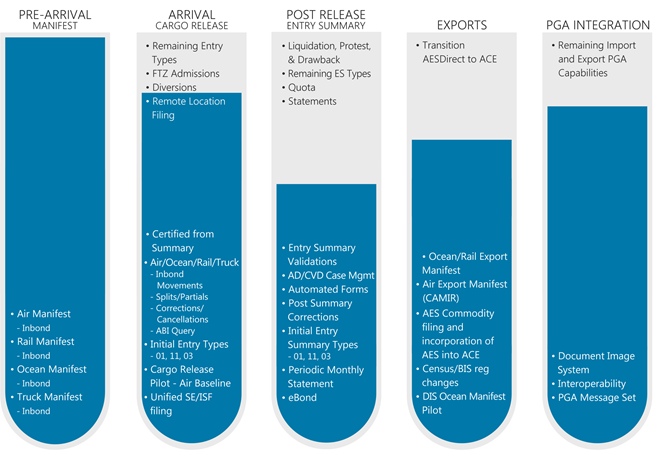 PRE-ARRIVAL
MANIFEST
• Air Manifest
- Inbond
• Rail Manifest
- Inbond
• Ocean Manifest
- Inbond
• Truck Manifest
- Inbond
ARRIVAL
CARGO RELEASE
• Remaining Entry
Types
• FTZ Admissions
• Diversions
• Remote Location
Filing
• Certified from
Summary
• Air/Ocean/Rail/Truck
- Inbond
Movements
- Splits/Partials
- Corrections/
Cancellations
- ABI Query
• Initial Entry Types
- 01, 11, 03
• Cargo Release
Pilot - Air Baseline
• Unified SE/ISF
filing
POST RELEASE
ENTRY SUMMARY
• Liquidation, Protest,
& Drawback
• Remaining ES Types
• Quota
• Statements
• Entry Summary
Validations
• AD/CVD Case Mgmt
• Automated Forms
• Post Summary
Corrections
• Initial Entry
Summary Types
- 01, 11, 03
• Periodic Monthly
Statement
• eBond
EXPORTS
• Transition
AESDirect to ACE
• Ocean/Rail Export
Manifest
• Air Export Manifest
(CAMIR)
• AES Commodity
filing and
incorporation of
AES into ACE
• Census/BIS reg
changes
• DIS Ocean Manifest
Pilot
PGA INTEGRATION
• Remaining Import
and Export PGA
Capabilities
• Document Image
System
• Interoperability
• PGA Message Set